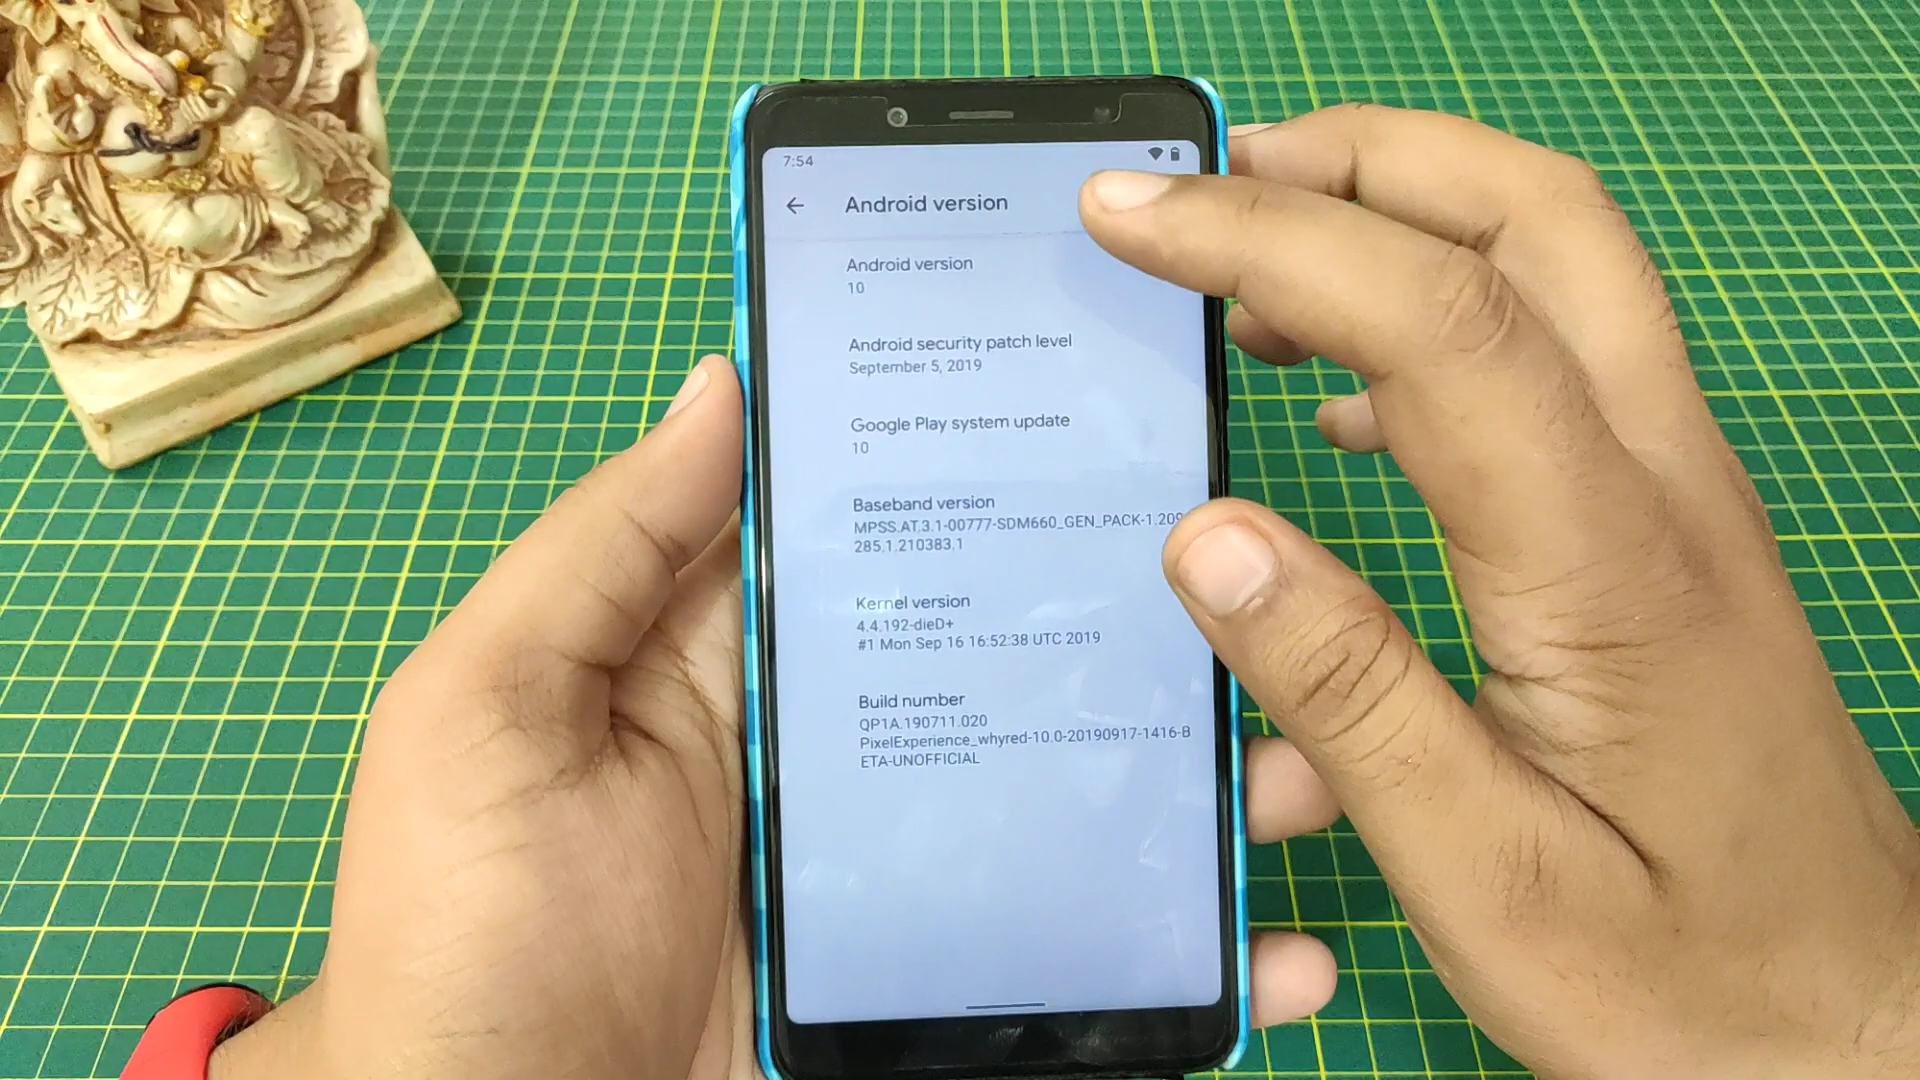 7:54
Android version
Android version
10
Android security patch level
September 5, 2019
Google Play system update
10
Baseband version
MPSS.AT.3.1-00777-SDM660_GEN_PACK-1.209
285.1.210383.1
Kernel version
4.4.192-dieD+
#1 Mon Sep 16 16:52:38 UTC 2019
Build number
QP1A.190711.020
PixelExperience_whyred-10.0-20190917-1416-B
ETA-UNOFFICIAL